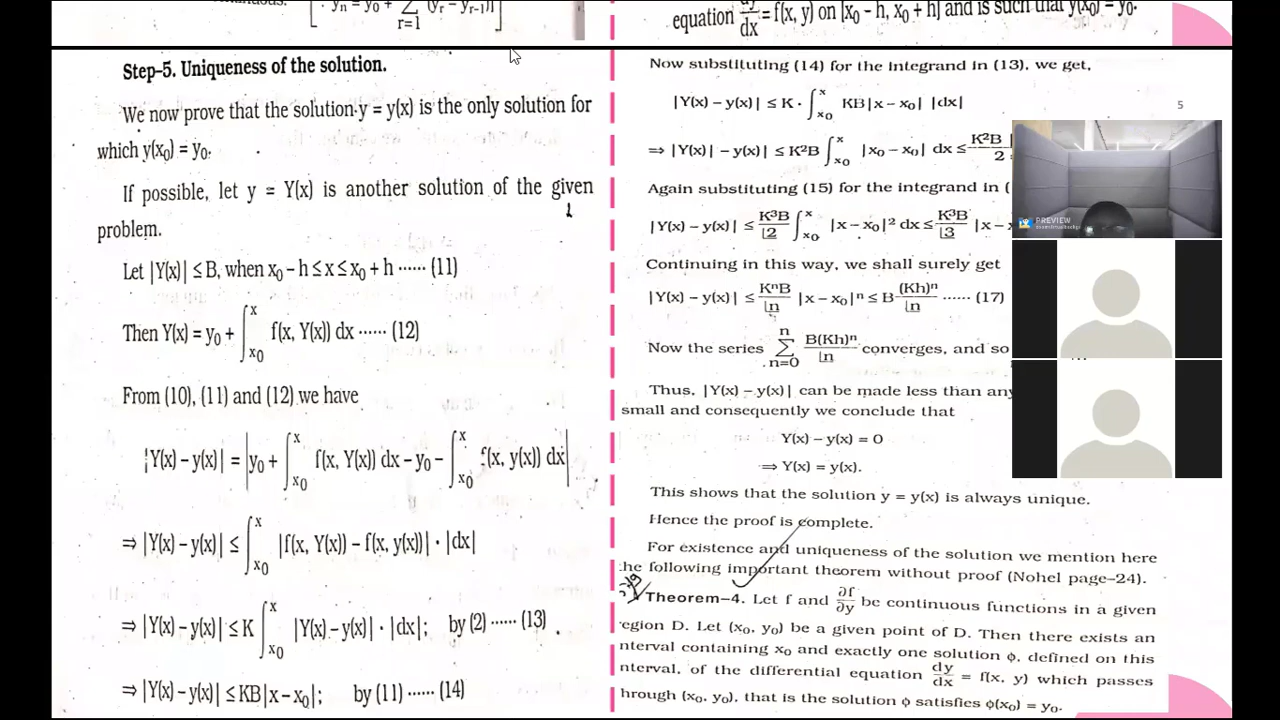 yₙ = y₀ + Σ (yᵣ – yᵣ₋₁)
r=1
Step–5. Uniqueness of the solution.
We now prove that the solution y = y(x) is the only solution for
which y(x₀) = y₀.
If possible, let y = Y(x) is another solution of the given
problem.
Let |Y(x)| ≤ B, when x₀ – h ≤ x ≤ x₀ + h ...... (11)
Then Y(x) = y₀ + ∫ₓ₀ˣ f(x, Y(x)) dx ...... (12)
From (10), (11) and (12) we have
|Y(x) – y(x)| = |y₀ + ∫ₓ₀ˣ f(x, Y(x)) dx – y₀ – ∫ₓ₀ˣ f(x, y(x)) dx|
⇒ |Y(x) – y(x)| ≤ ∫ₓ₀ˣ |f(x, Y(x)) – f(x, y(x))| · |dx|
⇒ |Y(x) – y(x)| ≤ K ∫ₓ₀ˣ |Y(x) – y(x)| · |dx|; by (2) ...... (13)
⇒ |Y(x) – y(x)| ≤ KB|x – x₀|; by (11) ...... (14)
equation dy/dx = f(x, y) on [x₀ – h, x₀ + h] and is such that y(x₀) = y₀.
Now substituting (14) for the integrand in (13), we get,
|Y(x) – y(x)| ≤ K · ∫ₓ₀ˣ KB|x – x₀| |dx|
5
⇒ |Y(x)| – y(x)| ≤ K²B ∫ₓ₀ˣ |x₀ – x₀| dx ≤ K²B/2
Again substituting (15) for the integrand in (
|Y(x) – y(x)| ≤ K³B/⌊2 ∫ₓ₀ˣ |x – x₀|² dx ≤ K³B/⌊3 |x –
Continuing in this way, we shall surely get
|Y(x) – y(x)| ≤ KⁿB/⌊n |x – x₀|ⁿ ≤ B (Kh)ⁿ/⌊n ...... (17)
Now the series Σₙ₌₀ⁿ B(Kh)ⁿ/⌊n converges, and so
Thus, |Y(x) – y(x)| can be made less than any
small and consequently we conclude that
Y(x) – y(x) = 0
⇒ Y(x) = y(x).
This shows that the solution y = y(x) is always unique.
Hence the proof is complete.
For existence and uniqueness of the solution we mention here
the following important theorem without proof (Nohel page–24).
Theorem–4. Let f and ∂f/∂y be continuous functions in a given
region D. Let (x₀, y₀) be a given point of D. Then there exists an
interval containing x₀ and exactly one solution ϕ, defined on this
interval, of the differential equation dy/dx = f(x, y) which passes
through (x₀, y₀), that is the solution ϕ satisfies ϕ(x₀) = y₀.
PREVIEW